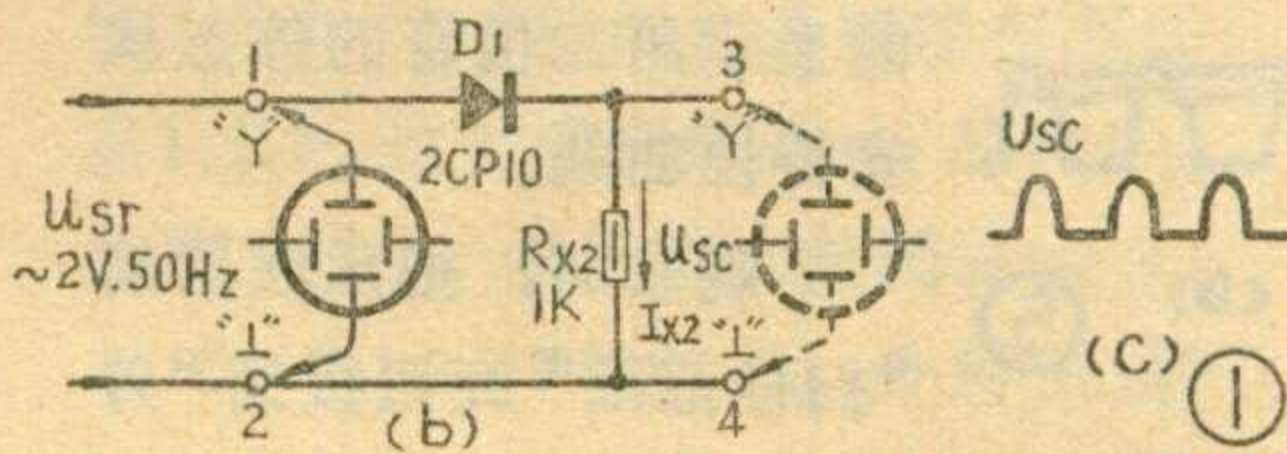 1
"Y"
D1
2CP10
3
"Y"
Usr
~2V.50Hz
Rx2
1K
Usc
Ix2
"⊥"
2
(b)
"⊥"
4
Usc
(C)
1